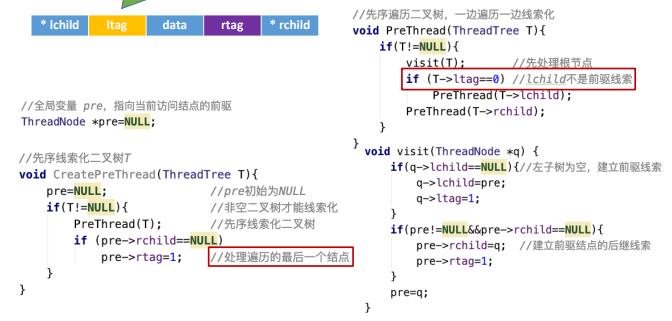 * lchild ltag data rtag * rchild
//全局变量 pre，指向当前访问结点的前驱
ThreadNode *pre=NULL;
//先序线索化二叉树T
void CreatePreThread(ThreadTree T){
pre=NULL; //pre初始为NULL
if(T!=NULL){ //非空二叉树才能线索化
PreThread(T); //先序线索化二叉树
if (pre->rchild==NULL)
pre->rtag=1; //处理遍历的最后一个结点
}
}
//先序遍历二叉树，一边遍历一边线索化
void PreThread(ThreadTree T){
if(T!=NULL){
visit(T); //先处理根节点
if (T->ltag==0) //lchild不是前驱线索
PreThread(T->lchild);
PreThread(T->rchild);
}
}
void visit(ThreadNode *q) {
if(q->lchild==NULL){//左子树为空，建立前驱线索
q->lchild=pre;
q->ltag=1;
}
if(pre!=NULL&&pre->rchild==NULL){
pre->rchild=q; //建立前驱结点的后继线索
pre->rtag=1;
}
pre=q;
}